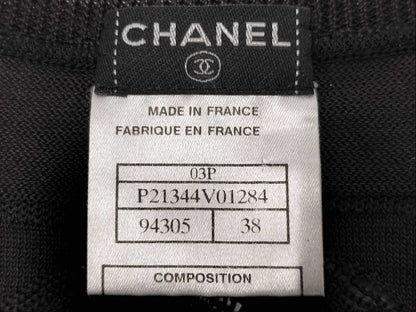 CHANEL
MADE IN FRANCE
FABRIQUE EN FRANCE
03P
P21344V01284
94305 38
COMPOSITION